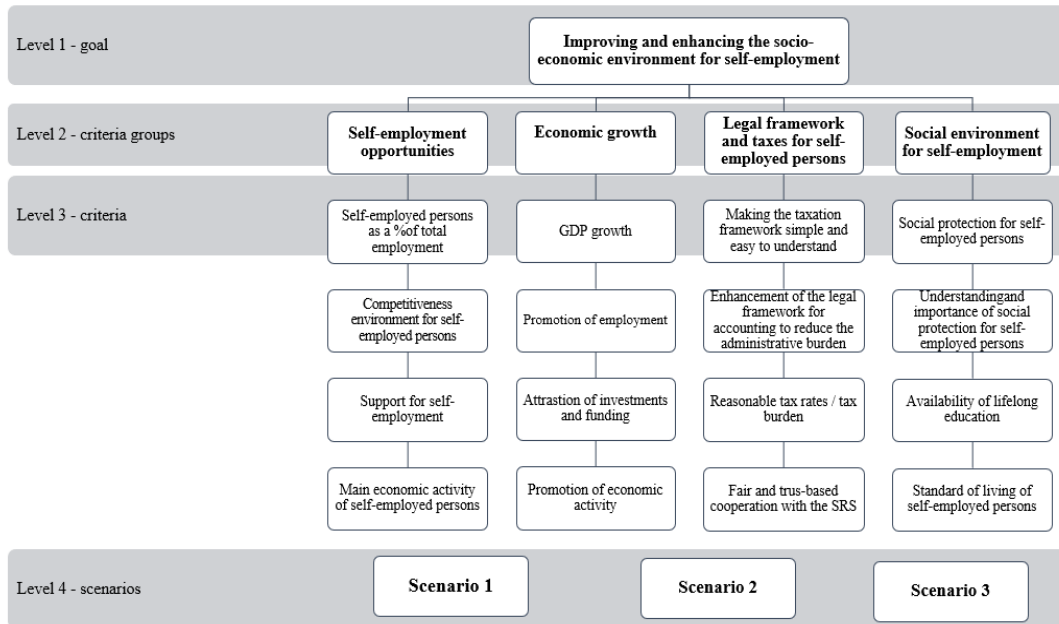 Level 1 - goal
Improving and enhancing the socio-
economic environment for self-employment
Level 2 - criteria groups
Self-employment
opportunities
Economic growth
Legal framework
and taxes for self-
employed persons
Social environment
for self-employment
Level 3 - criteria
Self-employed persons
as a %of total
employment
GDP growth
Making the taxation
framework simple and
easy to understand
Social protection for self-
employed persons
Competitiveness
environment for self-
employed persons
Promotion of employment
Enhancement of the legal
framework for
accounting to reduce the
administrative burden
Understandingand
importance of social
protection for self-
employed persons
Support for self-
employment
Attrastion of investments
and funding
Reasonable tax rates / tax
burden
Availability of lifelong
education
Main economic activity
of self-employed persons
Promotion of economic
activity
Fair and trus-based
cooperation with the SRS
Standard of living of
self-employed persons
Level 4 - scenarios
Scenario 1
Scenario 2
Scenario 3